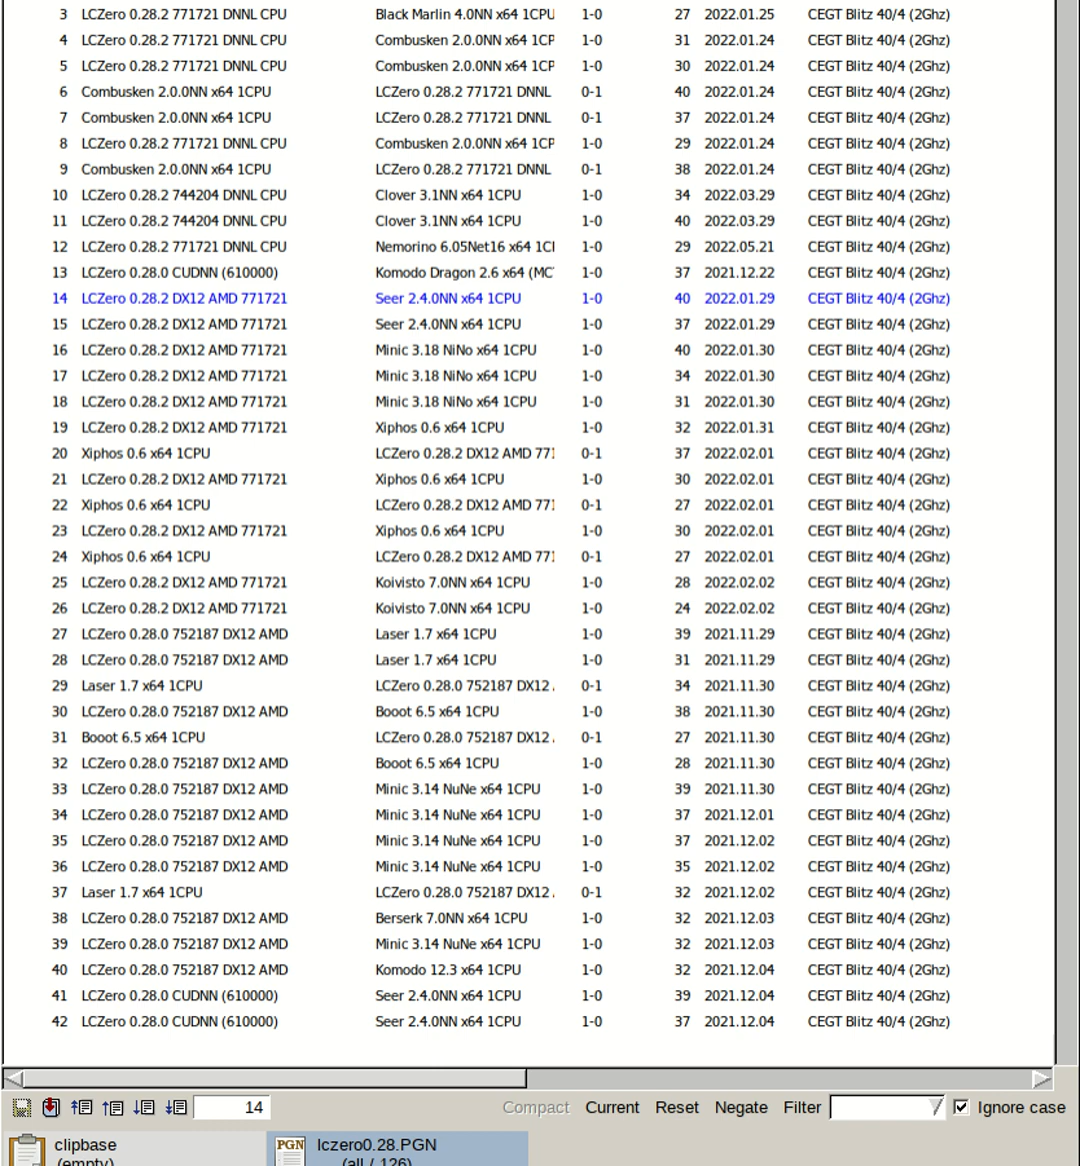 3 LCZero 0.28.2 771721 DNNL CPU Black Marlin 4.0NN x64 1CPU 1-0 27 2022.01.25 CEGT Blitz 40/4 (2Ghz)
4 LCZero 0.28.2 771721 DNNL CPU Combusken 2.0.0NN x64 1CP 1-0 31 2022.01.24 CEGT Blitz 40/4 (2Ghz)
5 LCZero 0.28.2 771721 DNNL CPU Combusken 2.0.0NN x64 1CP 1-0 30 2022.01.24 CEGT Blitz 40/4 (2Ghz)
6 Combusken 2.0.0NN x64 1CPU LCZero 0.28.2 771721 DNNL 0-1 40 2022.01.24 CEGT Blitz 40/4 (2Ghz)
7 Combusken 2.0.0NN x64 1CPU LCZero 0.28.2 771721 DNNL 0-1 37 2022.01.24 CEGT Blitz 40/4 (2Ghz)
8 LCZero 0.28.2 771721 DNNL CPU Combusken 2.0.0NN x64 1CP 1-0 29 2022.01.24 CEGT Blitz 40/4 (2Ghz)
9 Combusken 2.0.0NN x64 1CPU LCZero 0.28.2 771721 DNNL 0-1 38 2022.01.24 CEGT Blitz 40/4 (2Ghz)
10 LCZero 0.28.2 744204 DNNL CPU Clover 3.1NN x64 1CPU 1-0 34 2022.03.29 CEGT Blitz 40/4 (2Ghz)
11 LCZero 0.28.2 744204 DNNL CPU Clover 3.1NN x64 1CPU 1-0 40 2022.03.29 CEGT Blitz 40/4 (2Ghz)
12 LCZero 0.28.2 771721 DNNL CPU Nemorino 6.05Net16 x64 1CI 1-0 29 2022.05.21 CEGT Blitz 40/4 (2Ghz)
13 LCZero 0.28.0 CUDNN (610000) Komodo Dragon 2.6 x64 (MC 1-0 37 2021.12.22 CEGT Blitz 40/4 (2Ghz)
14 LCZero 0.28.2 DX12 AMD 771721 Seer 2.4.0NN x64 1CPU 1-0 40 2022.01.29 CEGT Blitz 40/4 (2Ghz)
15 LCZero 0.28.2 DX12 AMD 771721 Seer 2.4.0NN x64 1CPU 1-0 37 2022.01.29 CEGT Blitz 40/4 (2Ghz)
16 LCZero 0.28.2 DX12 AMD 771721 Minic 3.18 NiNo x64 1CPU 1-0 40 2022.01.30 CEGT Blitz 40/4 (2Ghz)
17 LCZero 0.28.2 DX12 AMD 771721 Minic 3.18 NiNo x64 1CPU 1-0 34 2022.01.30 CEGT Blitz 40/4 (2Ghz)
18 LCZero 0.28.2 DX12 AMD 771721 Minic 3.18 NiNo x64 1CPU 1-0 31 2022.01.30 CEGT Blitz 40/4 (2Ghz)
19 LCZero 0.28.2 DX12 AMD 771721 Xiphos 0.6 x64 1CPU 1-0 32 2022.01.31 CEGT Blitz 40/4 (2Ghz)
20 Xiphos 0.6 x64 1CPU LCZero 0.28.2 DX12 AMD 771 0-1 37 2022.02.01 CEGT Blitz 40/4 (2Ghz)
21 LCZero 0.28.2 DX12 AMD 771721 Xiphos 0.6 x64 1CPU 1-0 30 2022.02.01 CEGT Blitz 40/4 (2Ghz)
22 Xiphos 0.6 x64 1CPU LCZero 0.28.2 DX12 AMD 771 0-1 27 2022.02.01 CEGT Blitz 40/4 (2Ghz)
23 LCZero 0.28.2 DX12 AMD 771721 Xiphos 0.6 x64 1CPU 1-0 30 2022.02.01 CEGT Blitz 40/4 (2Ghz)
24 Xiphos 0.6 x64 1CPU LCZero 0.28.2 DX12 AMD 771 0-1 27 2022.02.01 CEGT Blitz 40/4 (2Ghz)
25 LCZero 0.28.2 DX12 AMD 771721 Koivisto 7.0NN x64 1CPU 1-0 28 2022.02.02 CEGT Blitz 40/4 (2Ghz)
26 LCZero 0.28.2 DX12 AMD 771721 Koivisto 7.0NN x64 1CPU 1-0 24 2022.02.02 CEGT Blitz 40/4 (2Ghz)
27 LCZero 0.28.0 752187 DX12 AMD Laser 1.7 x64 1CPU 1-0 39 2021.11.29 CEGT Blitz 40/4 (2Ghz)
28 LCZero 0.28.0 752187 DX12 AMD Laser 1.7 x64 1CPU 1-0 31 2021.11.29 CEGT Blitz 40/4 (2Ghz)
29 Laser 1.7 x64 1CPU LCZero 0.28.0 752187 DX12 0-1 34 2021.11.30 CEGT Blitz 40/4 (2Ghz)
30 LCZero 0.28.0 752187 DX12 AMD Booot 6.5 x64 1CPU 1-0 38 2021.11.30 CEGT Blitz 40/4 (2Ghz)
31 Booot 6.5 x64 1CPU LCZero 0.28.0 752187 DX12 0-1 27 2021.11.30 CEGT Blitz 40/4 (2Ghz)
32 LCZero 0.28.0 752187 DX12 AMD Booot 6.5 x64 1CPU 1-0 28 2021.11.30 CEGT Blitz 40/4 (2Ghz)
33 LCZero 0.28.0 752187 DX12 AMD Minic 3.14 NuNe x64 1CPU 1-0 39 2021.11.30 CEGT Blitz 40/4 (2Ghz)
34 LCZero 0.28.0 752187 DX12 AMD Minic 3.14 NuNe x64 1CPU 1-0 37 2021.12.01 CEGT Blitz 40/4 (2Ghz)
35 LCZero 0.28.0 752187 DX12 AMD Minic 3.14 NuNe x64 1CPU 1-0 37 2021.12.02 CEGT Blitz 40/4 (2Ghz)
36 LCZero 0.28.0 752187 DX12 AMD Minic 3.14 NuNe x64 1CPU 1-0 35 2021.12.02 CEGT Blitz 40/4 (2Ghz)
37 Laser 1.7 x64 1CPU LCZero 0.28.0 752187 DX12 0-1 32 2021.12.02 CEGT Blitz 40/4 (2Ghz)
38 LCZero 0.28.0 752187 DX12 AMD Berserk 7.0NN x64 1CPU 1-0 32 2021.12.03 CEGT Blitz 40/4 (2Ghz)
39 LCZero 0.28.0 752187 DX12 AMD Minic 3.14 NuNe x64 1CPU 1-0 32 2021.12.03 CEGT Blitz 40/4 (2Ghz)
40 LCZero 0.28.0 752187 DX12 AMD Komodo 12.3 x64 1CPU 1-0 32 2021.12.04 CEGT Blitz 40/4 (2Ghz)
41 LCZero 0.28.0 CUDNN (610000) Seer 2.4.0NN x64 1CPU 1-0 39 2021.12.04 CEGT Blitz 40/4 (2Ghz)
42 LCZero 0.28.0 CUDNN (610000) Seer 2.4.0NN x64 1CPU 1-0 37 2021.12.04 CEGT Blitz 40/4 (2Ghz)
14 Compact Current Reset Negate Filter Ignore case
clipbase PGN lczero0.28.PGN
(empty) (all / 126)